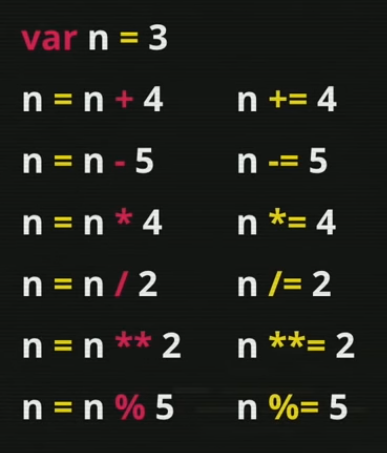 var n = 3
n = n + 4 n += 4
n = n - 5 n -= 5
n = n * 4 n *= 4
n = n / 2 n /= 2
n = n ** 2 n **= 2
n = n % 5 n %= 5